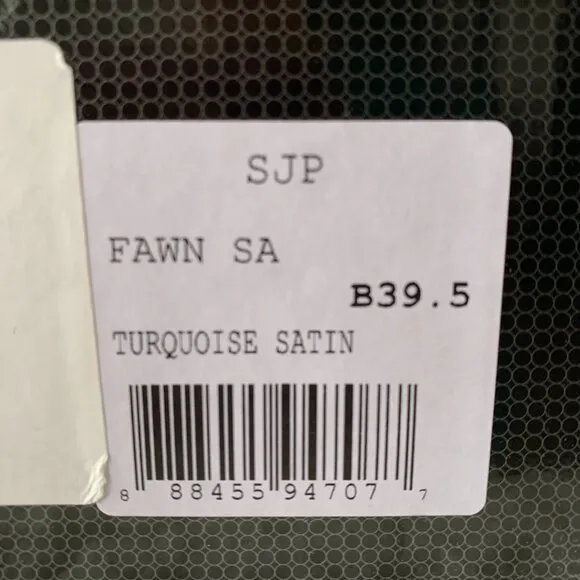 SJP
FAWN SA
B39.5
TURQUOISE SATIN
8 88455 94707 7